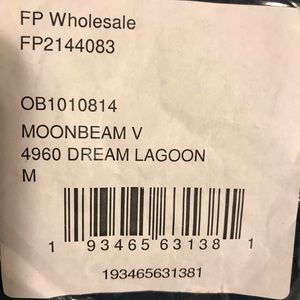 FP Wholesale
FP2144083
OB1010814
MOONBEAM V
4960 DREAM LAGOON
M
1 93465 63138 1
193465631381